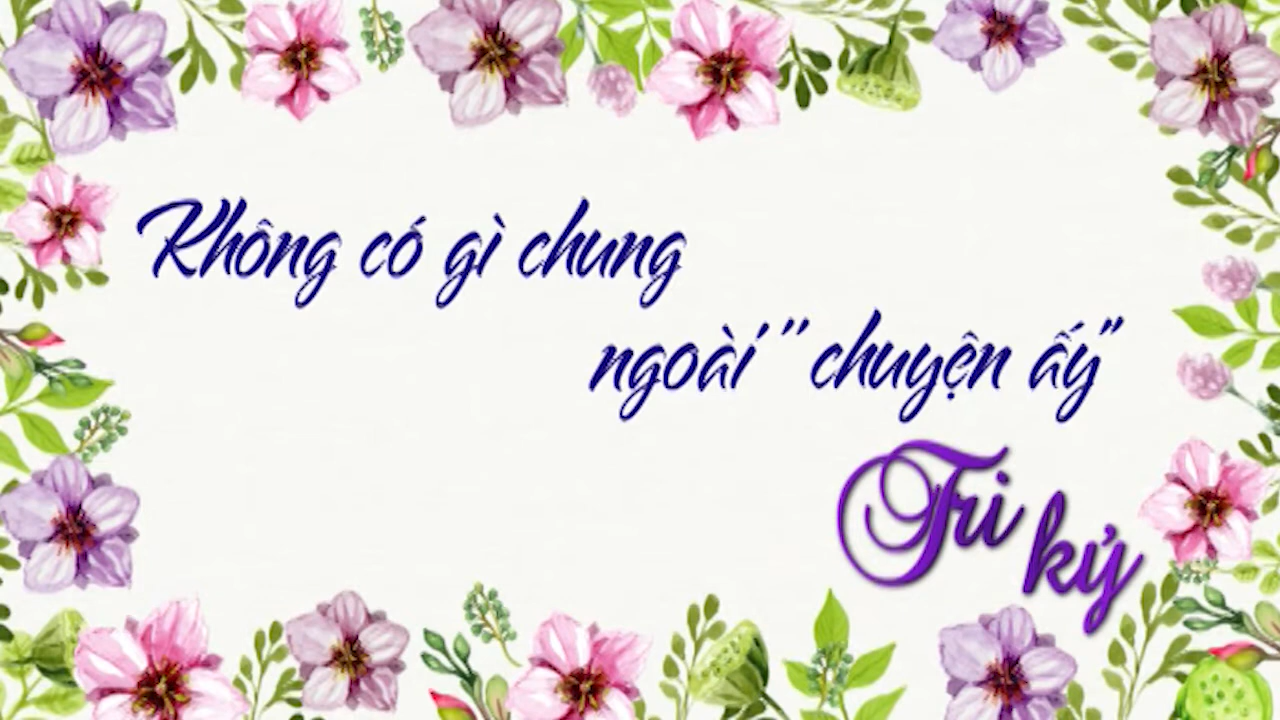 Không có gì chung
ngoài "chuyện ấy"
Tri kỷ